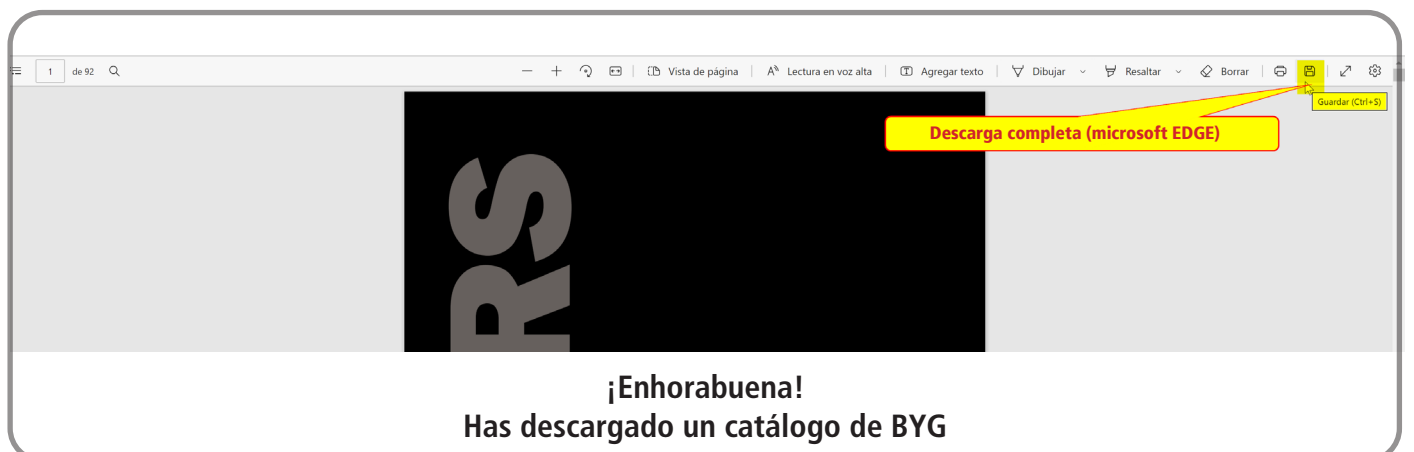 1 de 92 Vista de página Lectura en voz alta Agregar texto Dibujar Resaltar Borrar
Guardar (Ctrl+S)
Descarga completa (microsoft EDGE)
RS
¡Enhorabuena!
Has descargado un catálogo de BYG